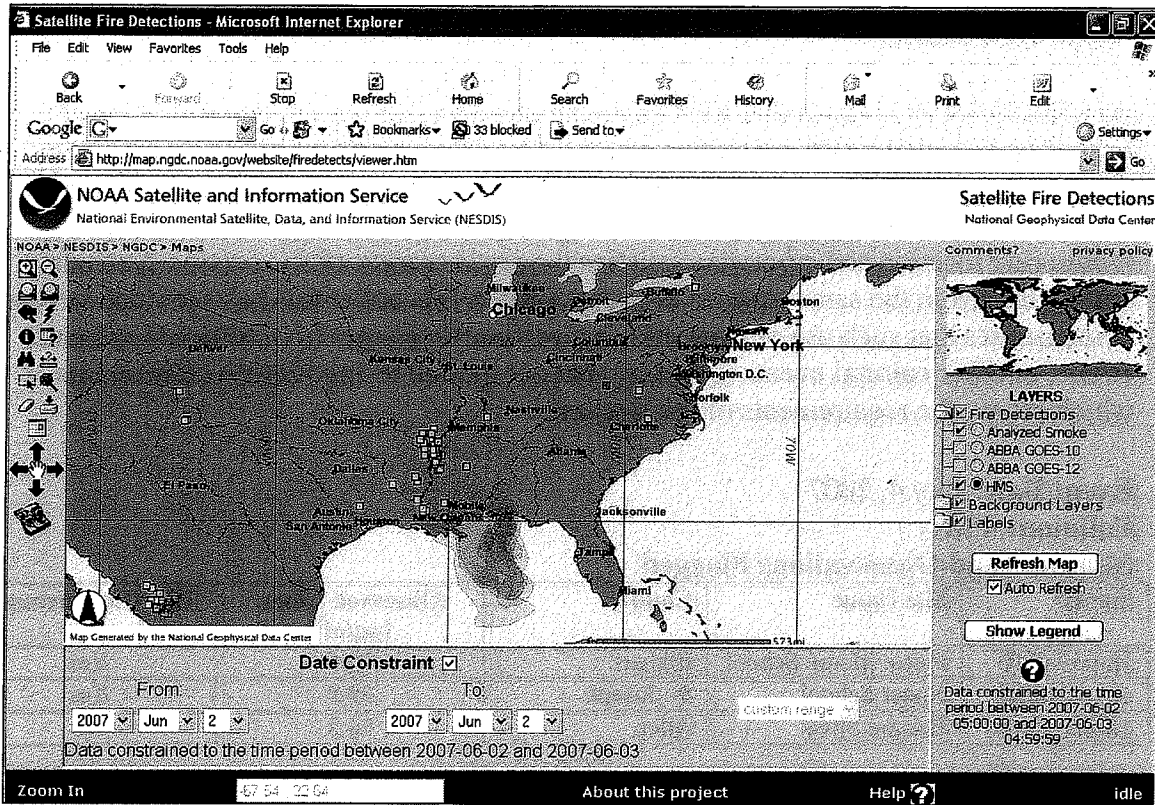 Satellite Fire Detections - Microsoft Internet Explorer
File Edit View Favorites Tools Help
Back Forward Stop Refresh Home Search Favorites History Mail Print Edit
Google G Go Bookmarks 33 blocked Send to Settings
Address http://map.ngdc.noaa.gov/website/firedetects/viewer.htm Go
NOAA Satellite and Information Service
National Environmental Satellite, Data, and Information Service (NESDIS)
Satellite Fire Detections
National Geophysical Data Center
NOAA > NESDIS > NGDC > Maps
Comments? privacy policy
Milwaukee
Chicago
Detroit
Buffalo
Boston
Cleveland
Newark
New York
Denver
Kansas City
St. Louis
Columbus
Cincinnati
Baltimore
Washington D.C.
Norfolk
Oklahoma City
Memphis
Nashville
Charlotte
70W
Dallas
Atlanta
El Paso
Austin
San Antonio
Houston
Mobile
Jacksonville
Tampa
Miami
Map Generated by the National Geophysical Data Center
573mi
LAYERS
Fire Detections
Analyzed Smoke
ABBA GOES-10
ABBA GOES-12
HMS
Background Layers
Labels
Refresh Map
Auto Refresh
Show Legend
Data constrained to the time
period between 2007-06-02
05:00:00 and 2007-06-03
04:59:59
Date Constraint
From: To:
2007 Jun 2 2007 Jun 2 custom range
Data constrained to the time period between 2007-06-02 and 2007-06-03
Zoom In About this project Help ? idle